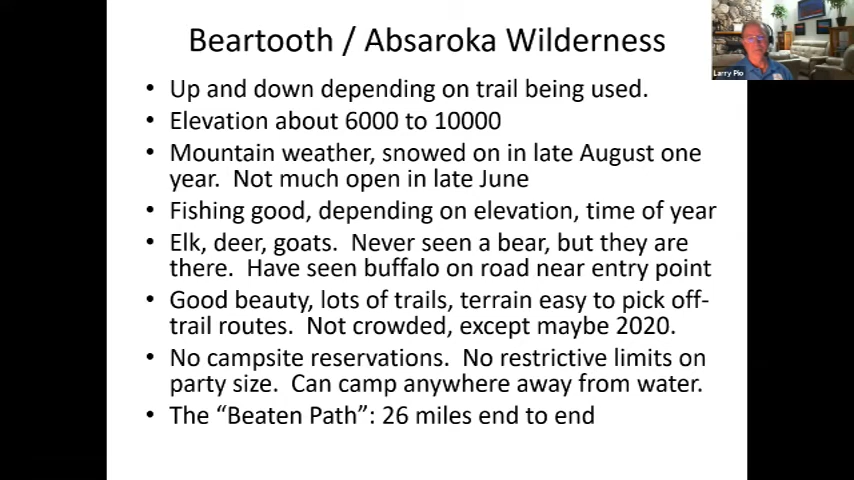 Beartooth / Absaroka Wilderness
Larry Pio
• Up and down depending on trail being used.
• Elevation about 6000 to 10000
• Mountain weather, snowed on in late August one
year.  Not much open in late June
• Fishing good, depending on elevation, time of year
• Elk, deer, goats.  Never seen a bear, but they are
there.  Have seen buffalo on road near entry point
• Good beauty, lots of trails, terrain easy to pick off-
trail routes.  Not crowded, except maybe 2020.
• No campsite reservations.  No restrictive limits on
party size.  Can camp anywhere away from water.
• The “Beaten Path”: 26 miles end to end